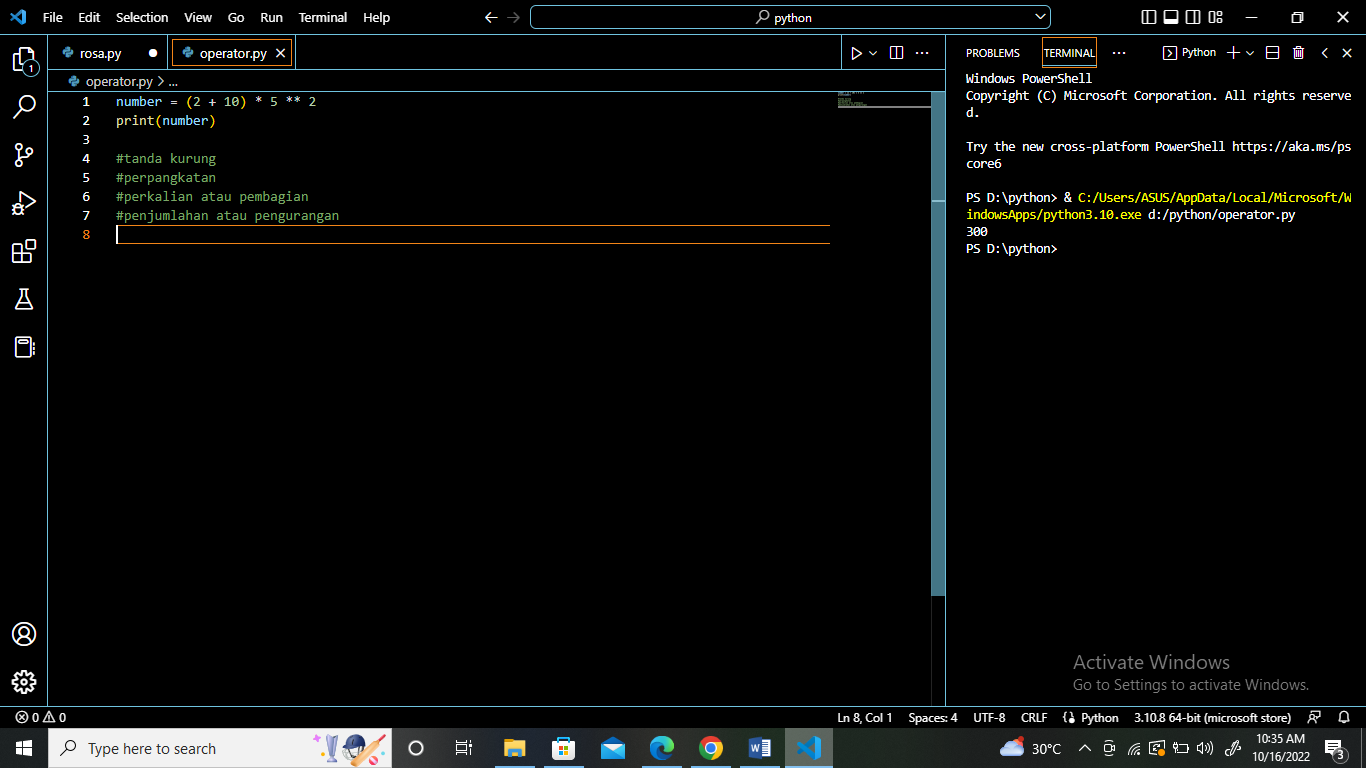 File Edit Selection View Go Run Terminal Help
python
rosa.py
operator.py
operator.py > ...
1 number = (2 + 10) * 5 ** 2
2 print(number)
3
4 #tanda kurung
5 #perpangkatan
6 #perkalian atau pembagian
7 #penjumlahan atau pengurangan
8
PROBLEMS TERMINAL ... Python
Windows PowerShell
Copyright (C) Microsoft Corporation. All rights reserve
d.
Try the new cross-platform PowerShell https://aka.ms/ps
core6
PS D:\python> & C:/Users/ASUS/AppData/Local/Microsoft/W
indowsApps/python3.10.exe d:/python/operator.py
300
PS D:\python>
1
Activate Windows
Go to Settings to activate Windows.
0 0 Ln 8, Col 1 Spaces: 4 UTF-8 CRLF Python 3.10.8 64-bit (microsoft store)
Type here to search
30°C
10:35 AM
10/16/2022
3